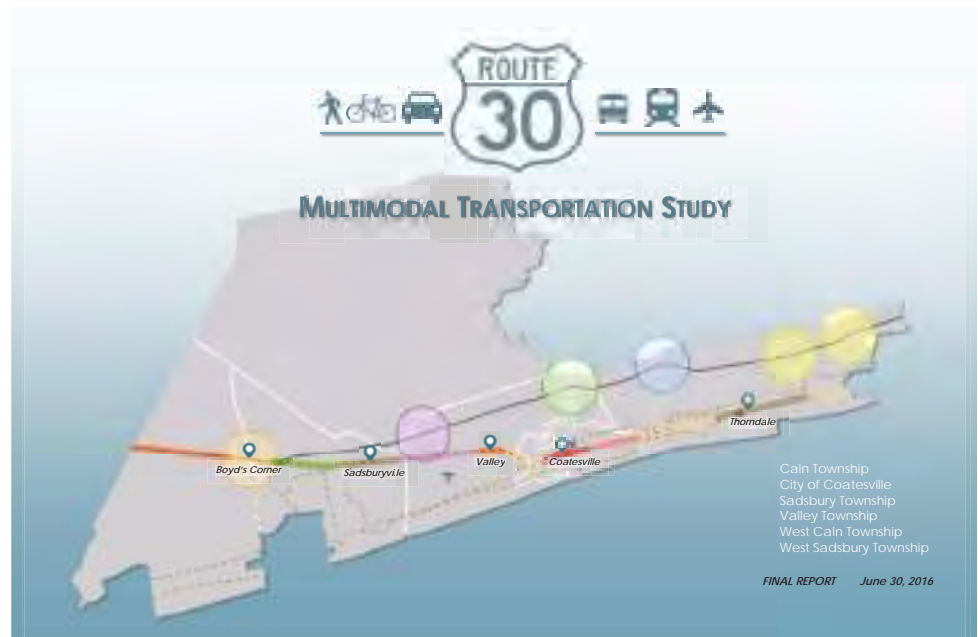 ROUTE
30
MULTIMODAL TRANSPORTATION STUDY
Thorndale
Boyd's Corner
Sadsburyville
Valley
Coatesville
Caln Township
City of Coatesville
Sadsbury Township
Valley Township
West Caln Township
West Sadsbury Township
FINAL REPORT June 30, 2016